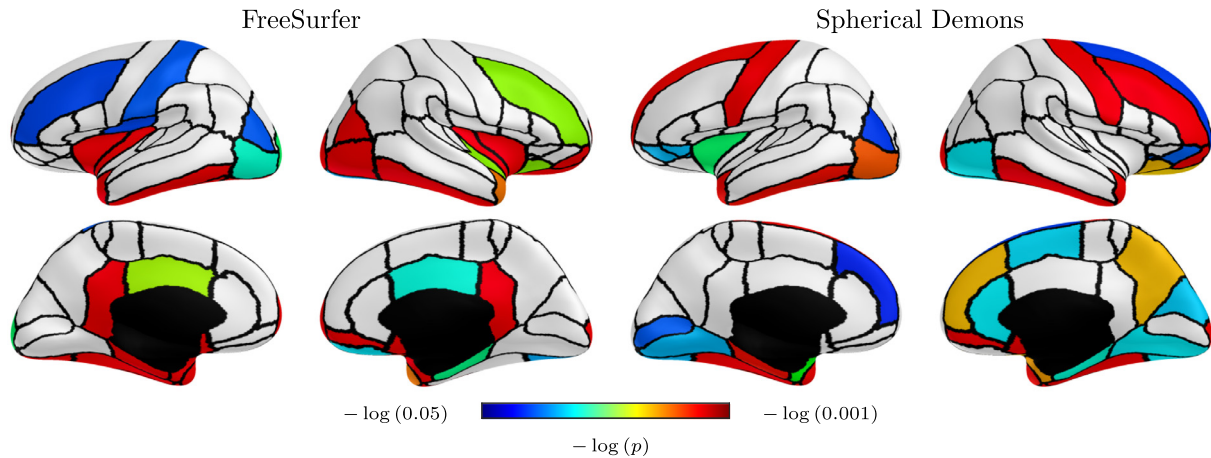 FreeSurfer
Spherical Demons
− log (0.05)
− log (0.001)
− log (p)